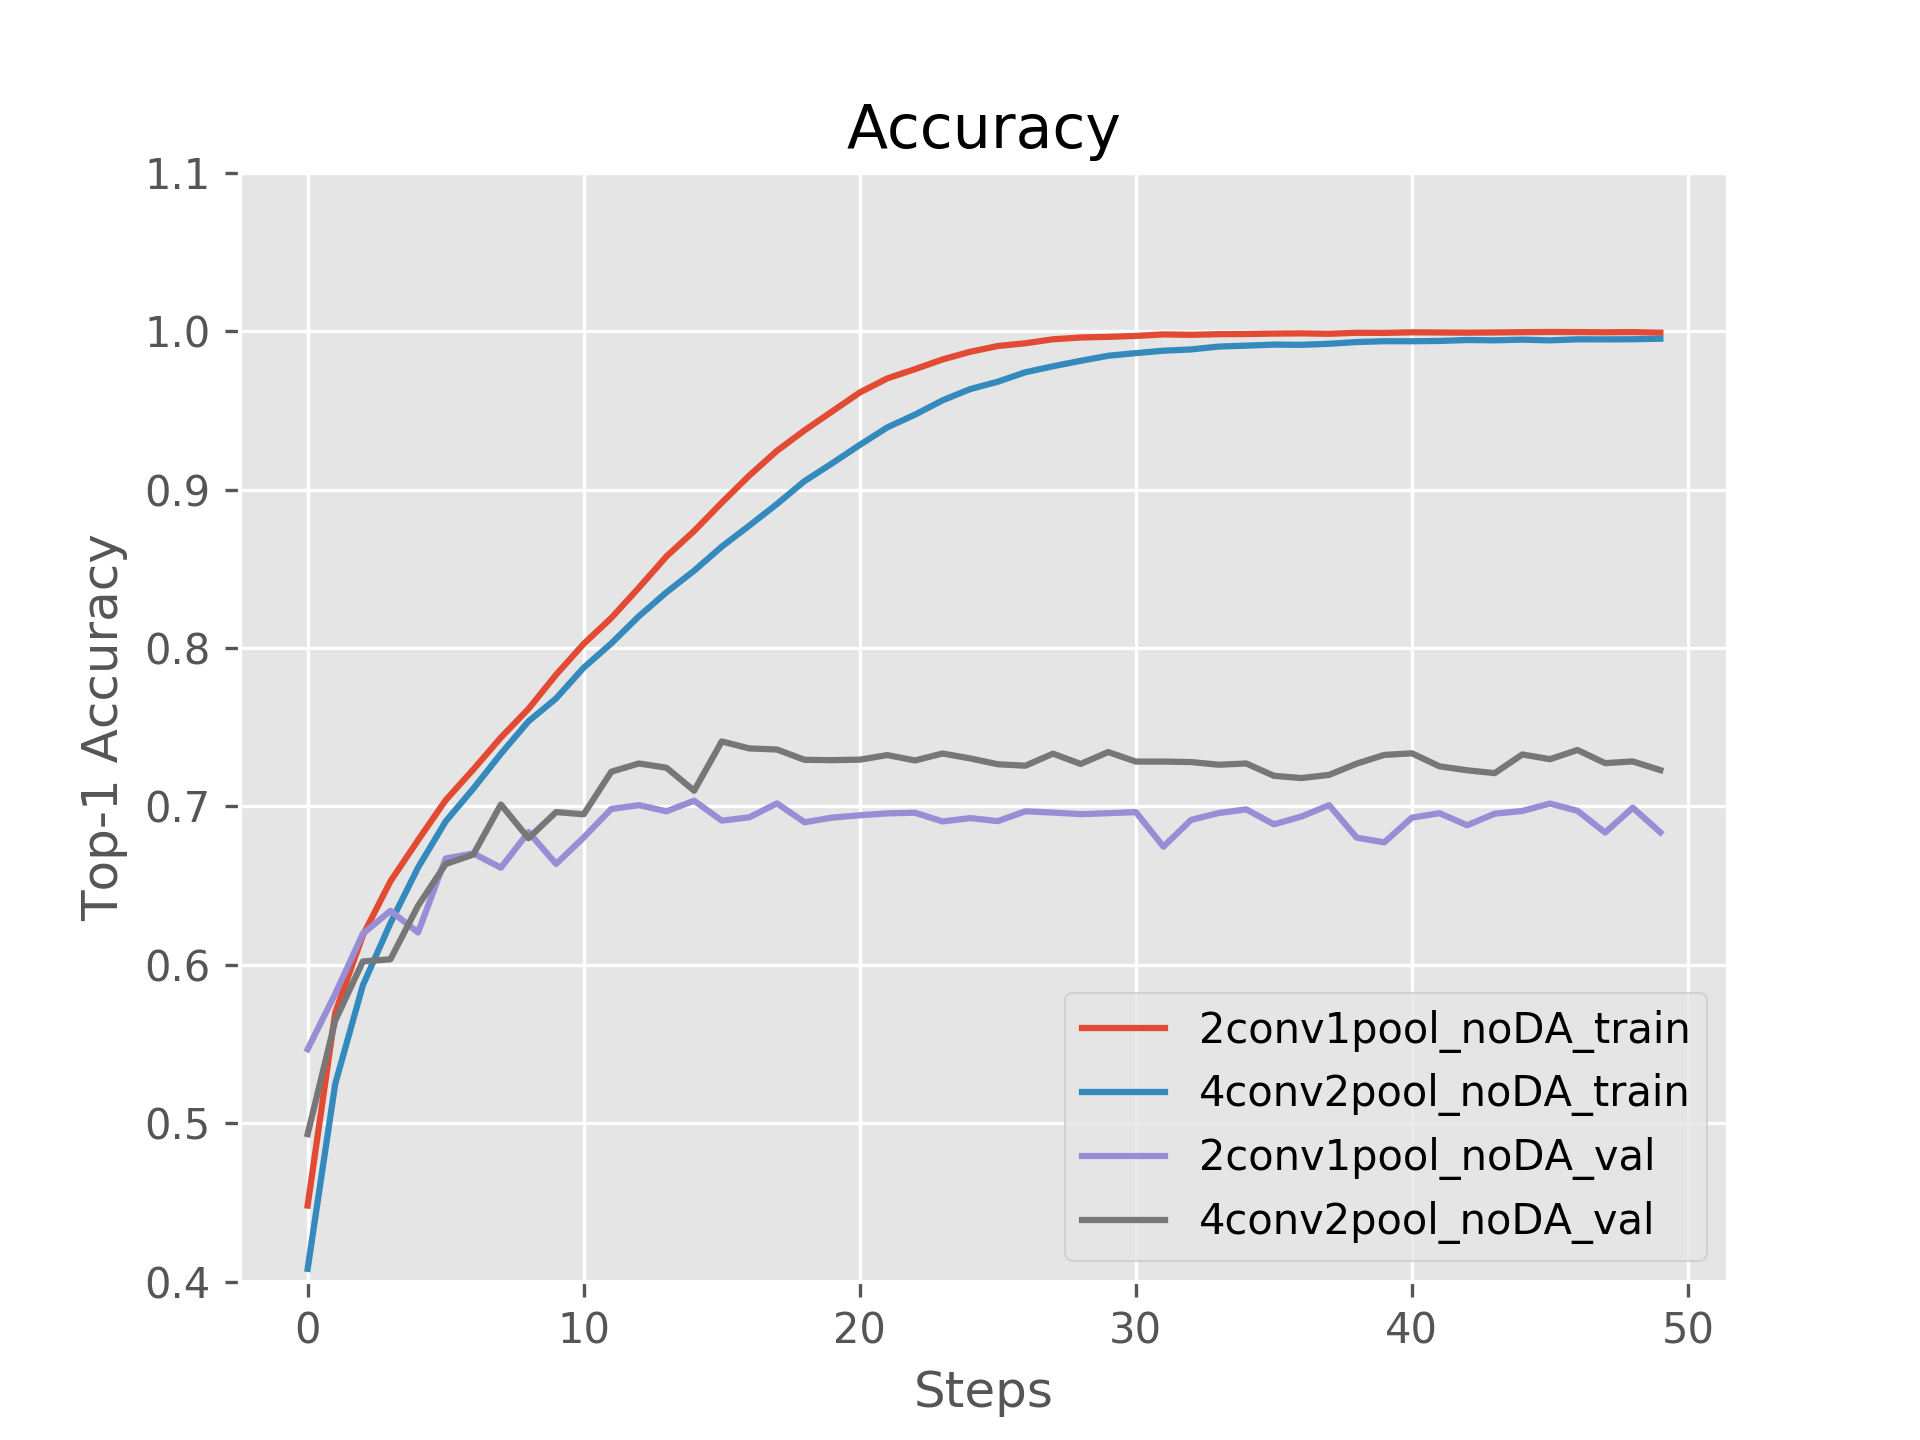 Accuracy
1.1
1.0
0.9
0.8
0.7
0.6
0.5
0.4
Top-1 Accuracy
2conv1pool_noDA_train
4conv2pool_noDA_train
2conv1pool_noDA_val
4conv2pool_noDA_val
0 10 20 30 40 50
Steps